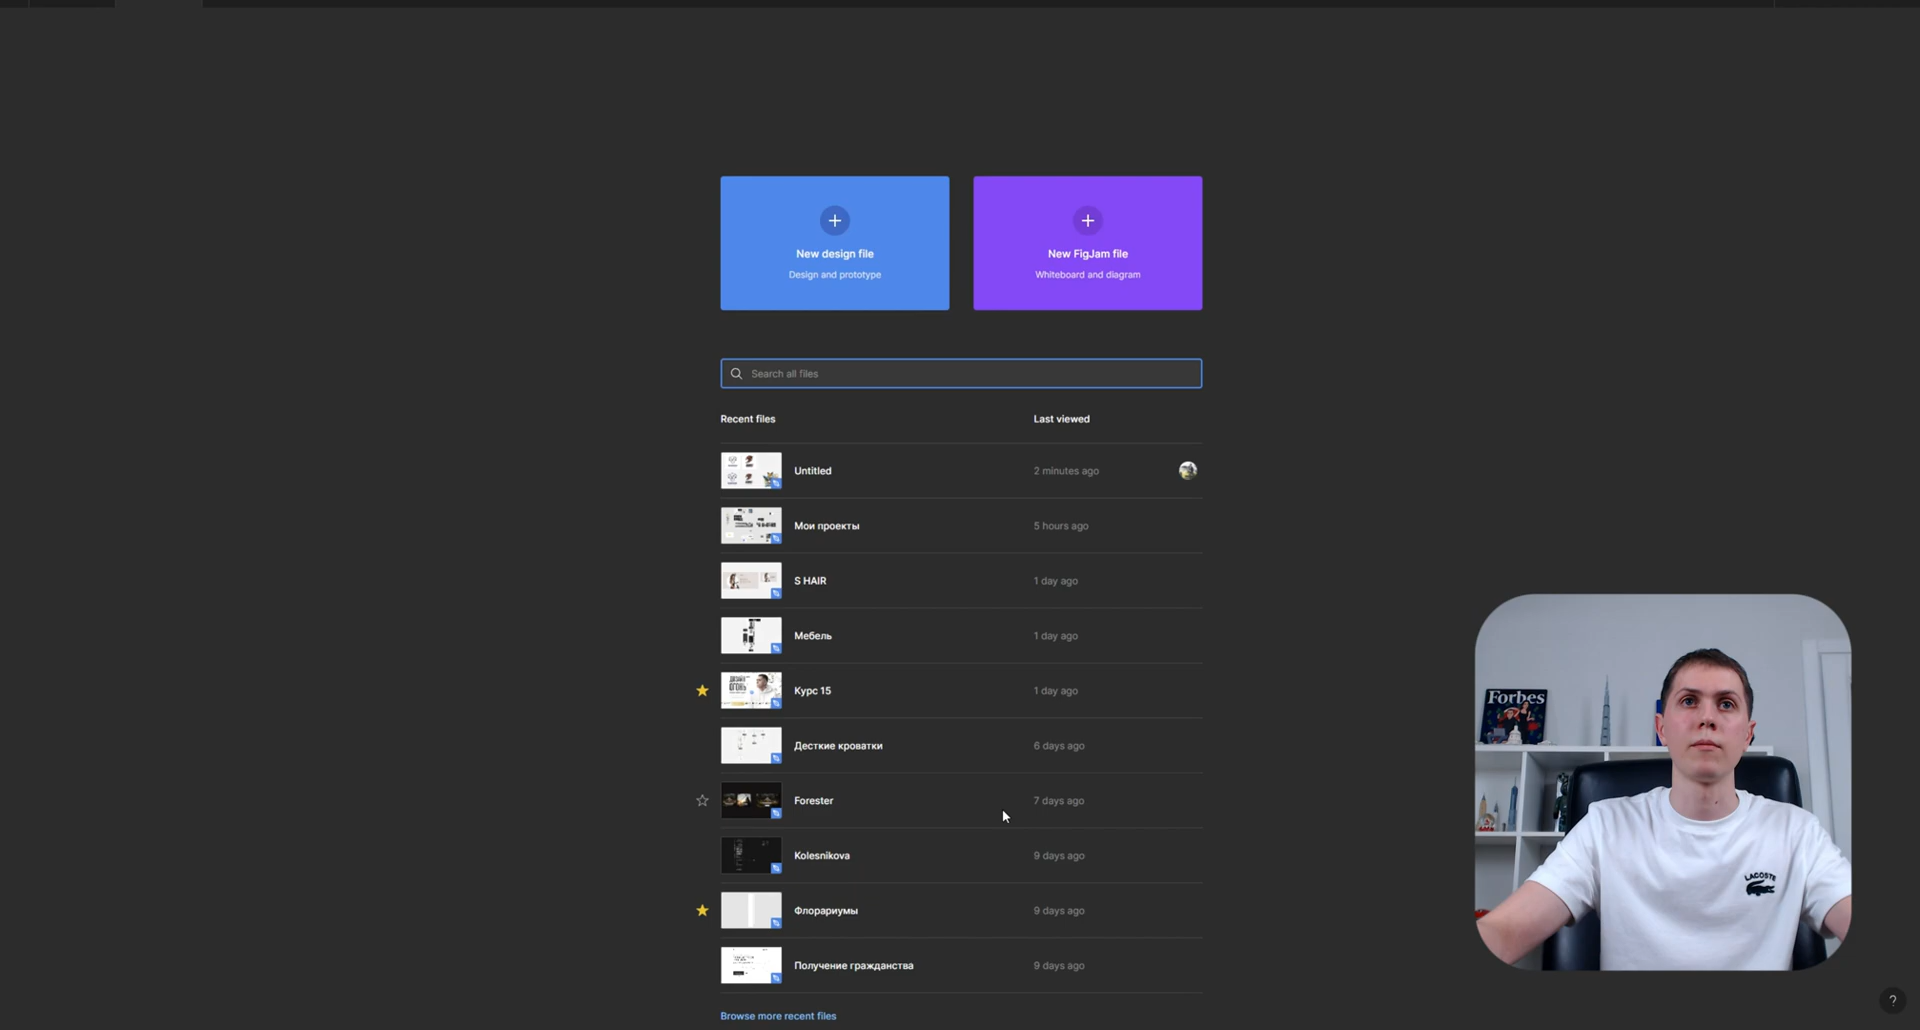 New design file
Design and prototype
New FigJam file
Whiteboard and diagram
Search all files
Recent files
Last viewed
Untitled
2 minutes ago
Мои проекты
5 hours ago
S HAIR
1 day ago
Мебель
1 day ago
Курс 15
1 day ago
Десткие кроватки
6 days ago
Forester
7 days ago
Kolesnikova
9 days ago
Флорариумы
9 days ago
Получение гражданства
9 days ago
Browse more recent files
Forbes
LACOSTE
?